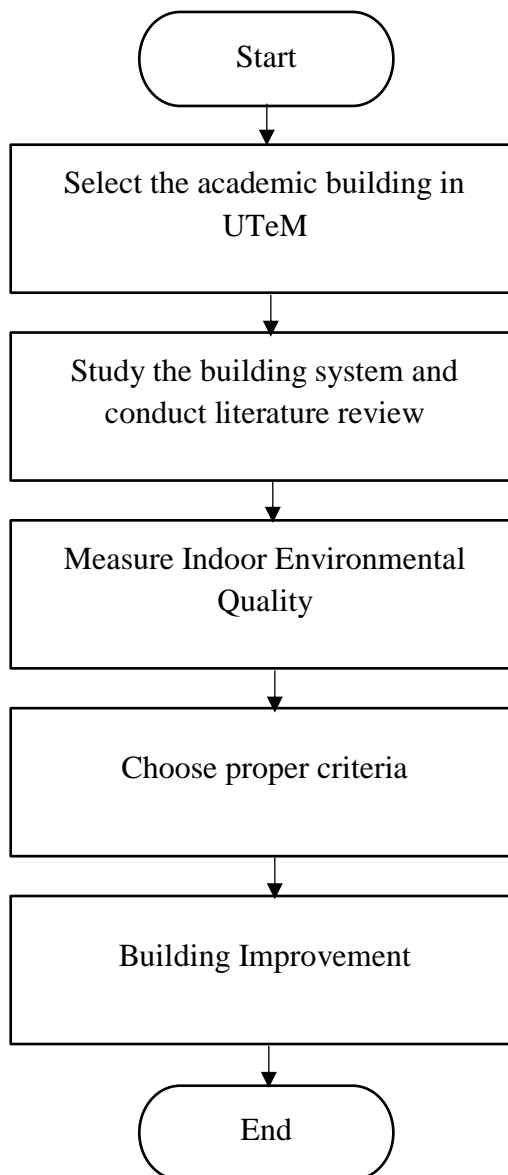 Start
Select the academic building in
UTeM
Study the building system and
conduct literature review
Measure Indoor Environmental
Quality
Choose proper criteria
Building Improvement
End